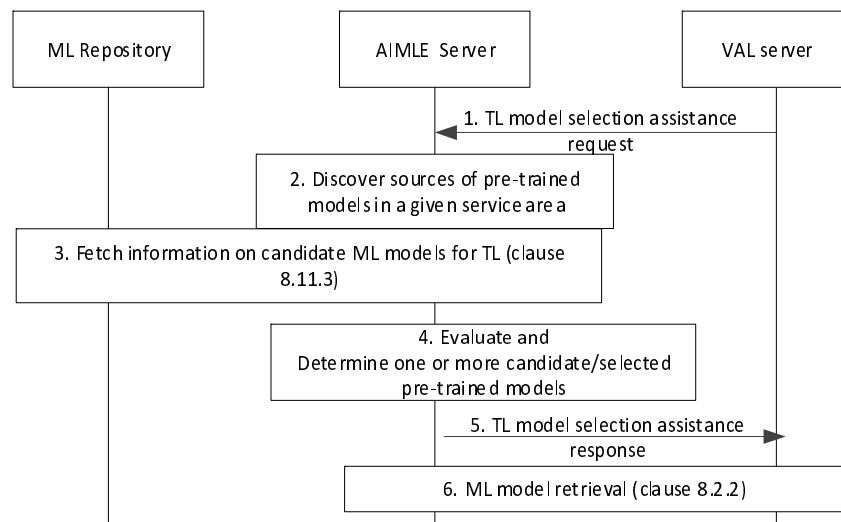 ML Repository
AIMLE Server
VAL server
1. TL model selection assistance
request
2. Discover sources of pre-trained
models in a given service area
3. Fetch information on candidate ML models for TL (clause
8.11.3)
4. Evaluate and
Determine one or more candidate/selected
pre-trained models
5. TL model selection assistance
response
6. ML model retrieval (clause 8.2.2)